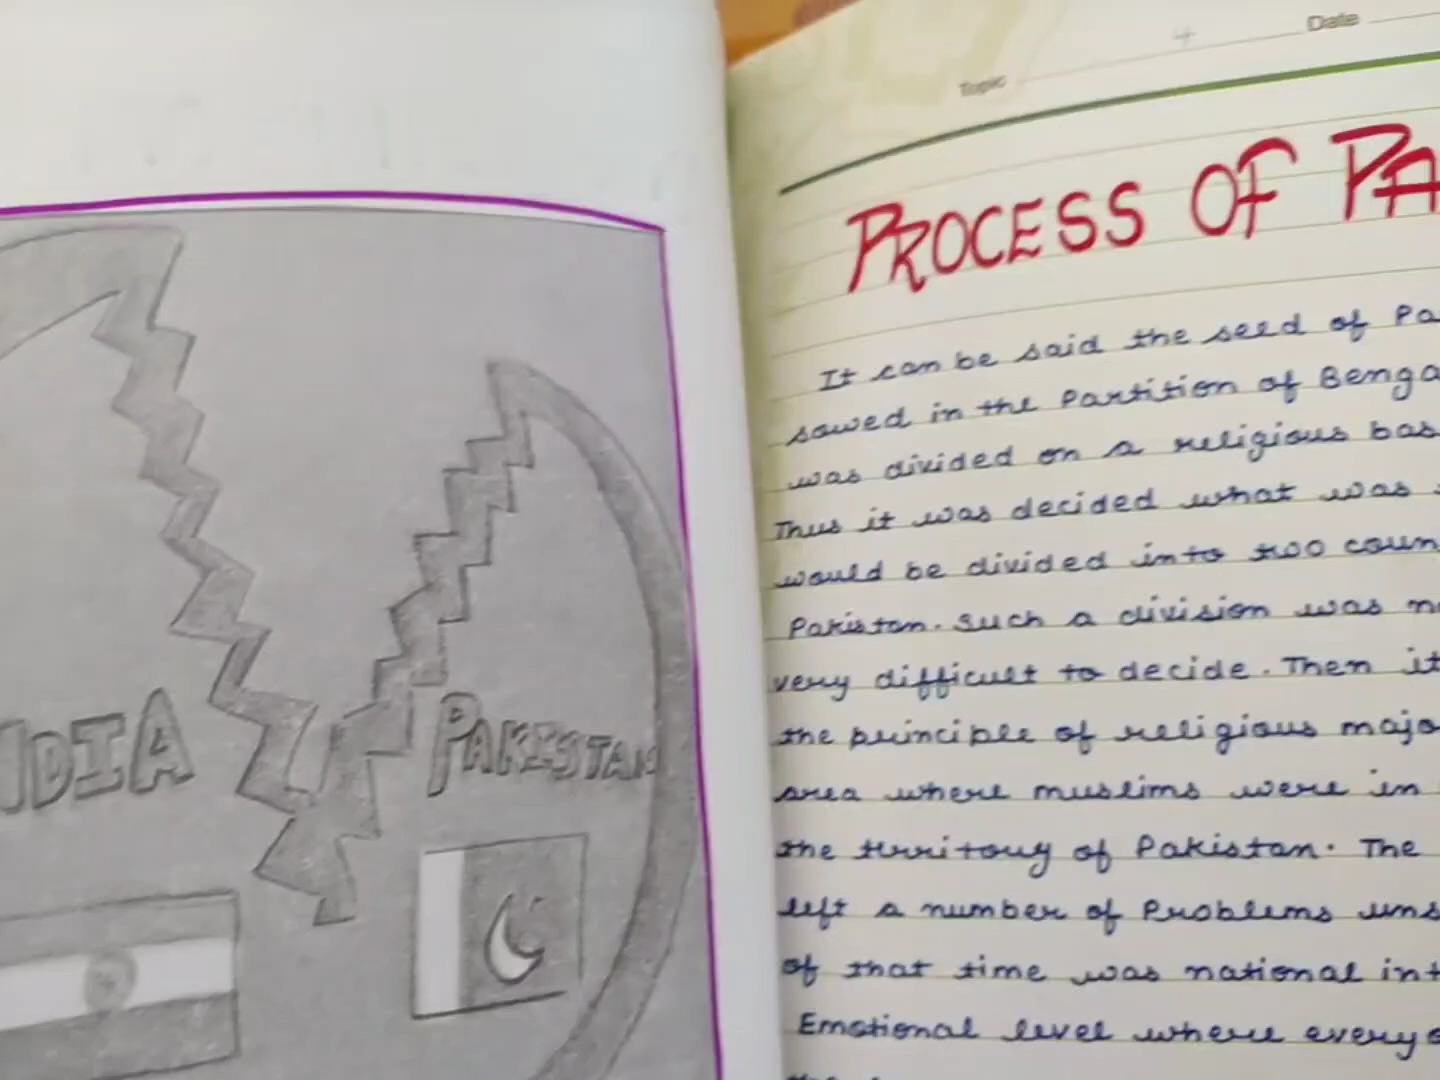 INDIA
PAKISTAN
Topic
Date
PROCESS OF PA
It can be said the seed of Pa
sowed in the Partition of Benga
was divided on a religious bas
Thus it was decided what was
would be divided into two coun
Pakistan. Such a division was
very difficult to decide. Then it
the principle of religious majo
area where muslims were in
the territouy of Pakistan. The
left a number of Problems uns
of that time was national int
Emotional level where every